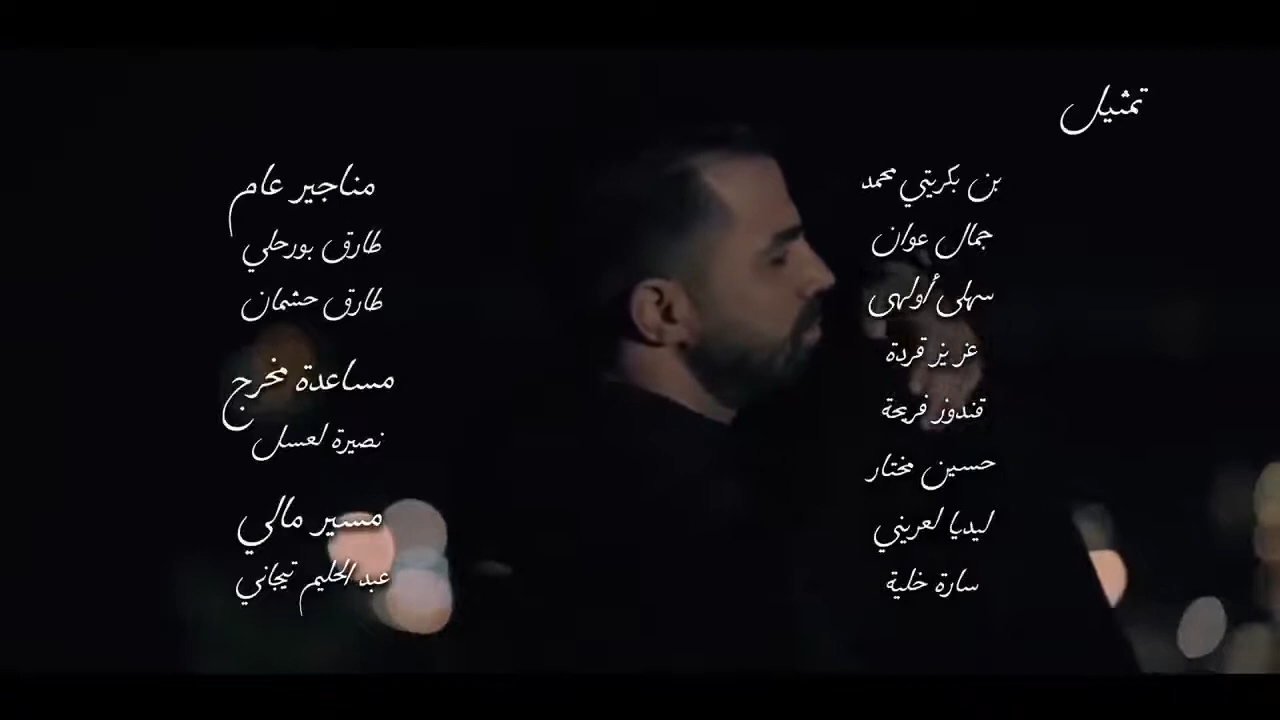 تمثيل
بن بكريتي محمد
جمال عوان
سهلى أولهى
عزيز قردة
قندوز فريحة
حسين مختار
ليديا لعريني
سارة خلية
مناجير عام
طارق بورحلي
طارق حشمان
مساعدة مخرج
نصيرة لعسل
مسير مالي
عبد الحليم تيجاني